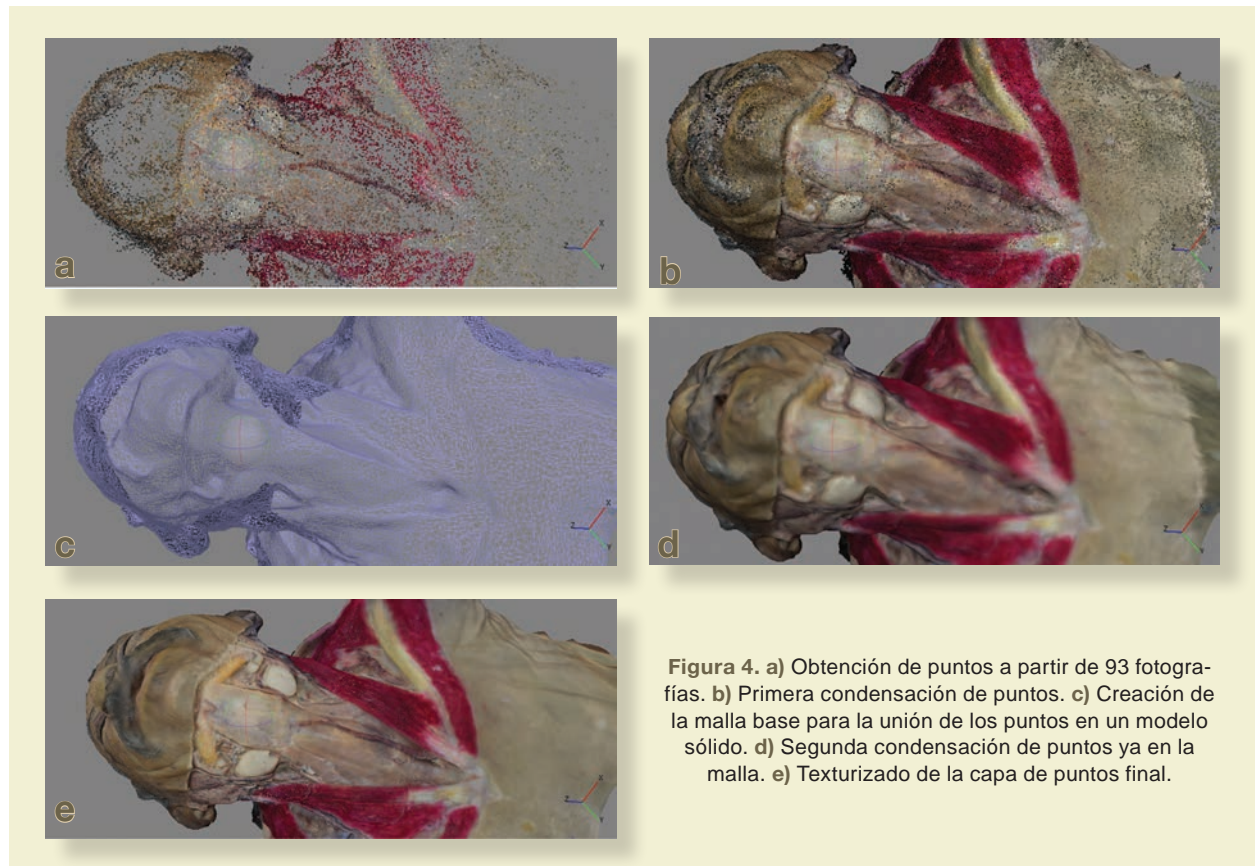 a
b
c
d
e
Figura 4. a) Obtención de puntos a partir de 93 fotogra-
fías. b) Primera condensación de puntos. c) Creación de
la malla base para la unión de los puntos en un modelo
sólido. d) Segunda condensación de puntos ya en la
malla. e) Texturizado de la capa de puntos final.